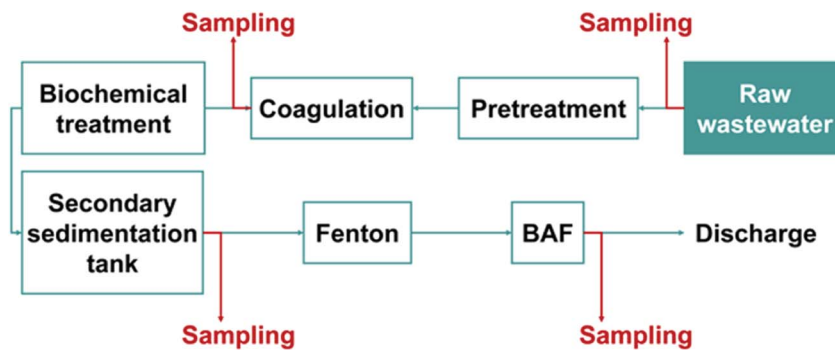 Sampling
Sampling
Biochemical
treatment
Coagulation
Pretreatment
Raw
wastewater
Secondary
sedimentation
tank
Fenton
BAF
Discharge
Sampling
Sampling